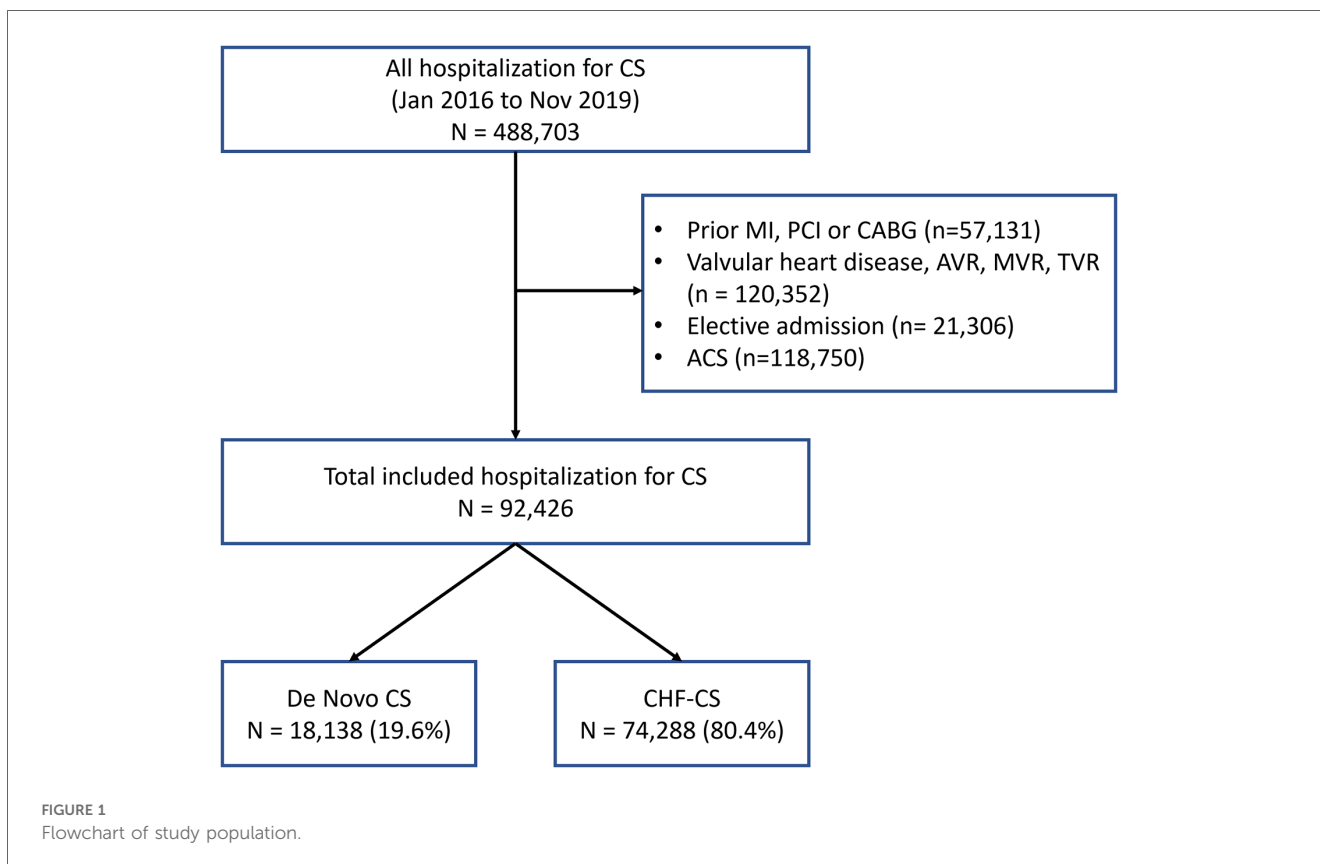 All hospitalization for CS
(Jan 2016 to Nov 2019)
N = 488,703
• Prior MI, PCI or CABG (n=57,131)
• Valvular heart disease, AVR, MVR, TVR
(n = 120,352)
• Elective admission (n= 21,306)
• ACS (n=118,750)
Total included hospitalization for CS
N = 92,426
De Novo CS
N = 18,138 (19.6%)
CHF-CS
N = 74,288 (80.4%)
FIGURE 1
Flowchart of study population.